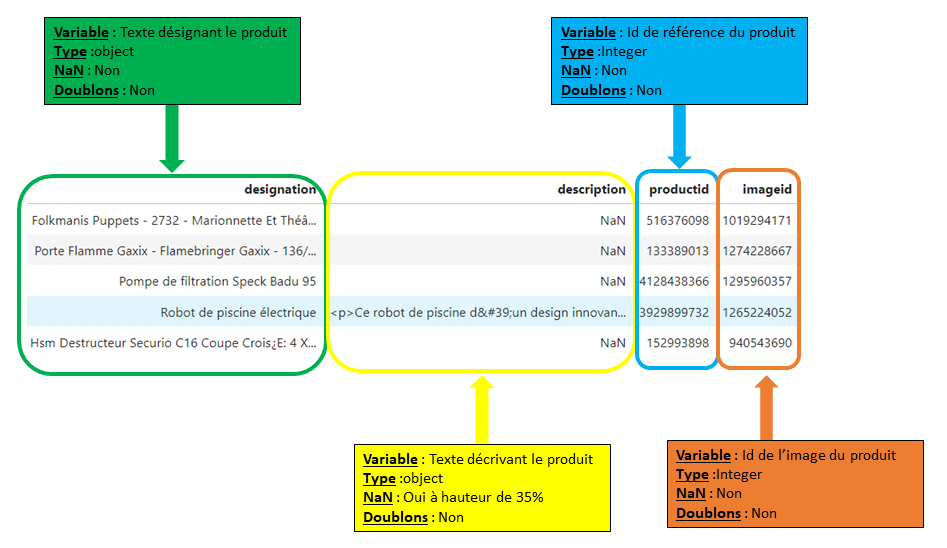 Variable : Texte désignant le produit
Type :object
NaN : Non
Doublons : Non
Variable : Id de référence du produit
Type :Integer
NaN : Non
Doublons : Non
designation description productid imageid
Folkmanis Puppets - 2732 - Marionnette Et Théâ... NaN 516376098 1019294171
Porte Flamme Gaxix - Flamebringer Gaxix - 136/... NaN 133389013 1274228667
Pompe de filtration Speck Badu 95 NaN 4128438366 1295960357
Robot de piscine électrique <p>Ce robot de piscine d&#39;un design innovan... 3929899732 1265224052
Hsm Destructeur Securio C16 Coupe Crois¿E: 4 X... NaN 152993898 940543690
Variable : Texte décrivant le produit
Type :object
NaN : Oui à hauteur de 35%
Doublons : Non
Variable : Id de l’image du produit
Type :Integer
NaN : Non
Doublons : Non